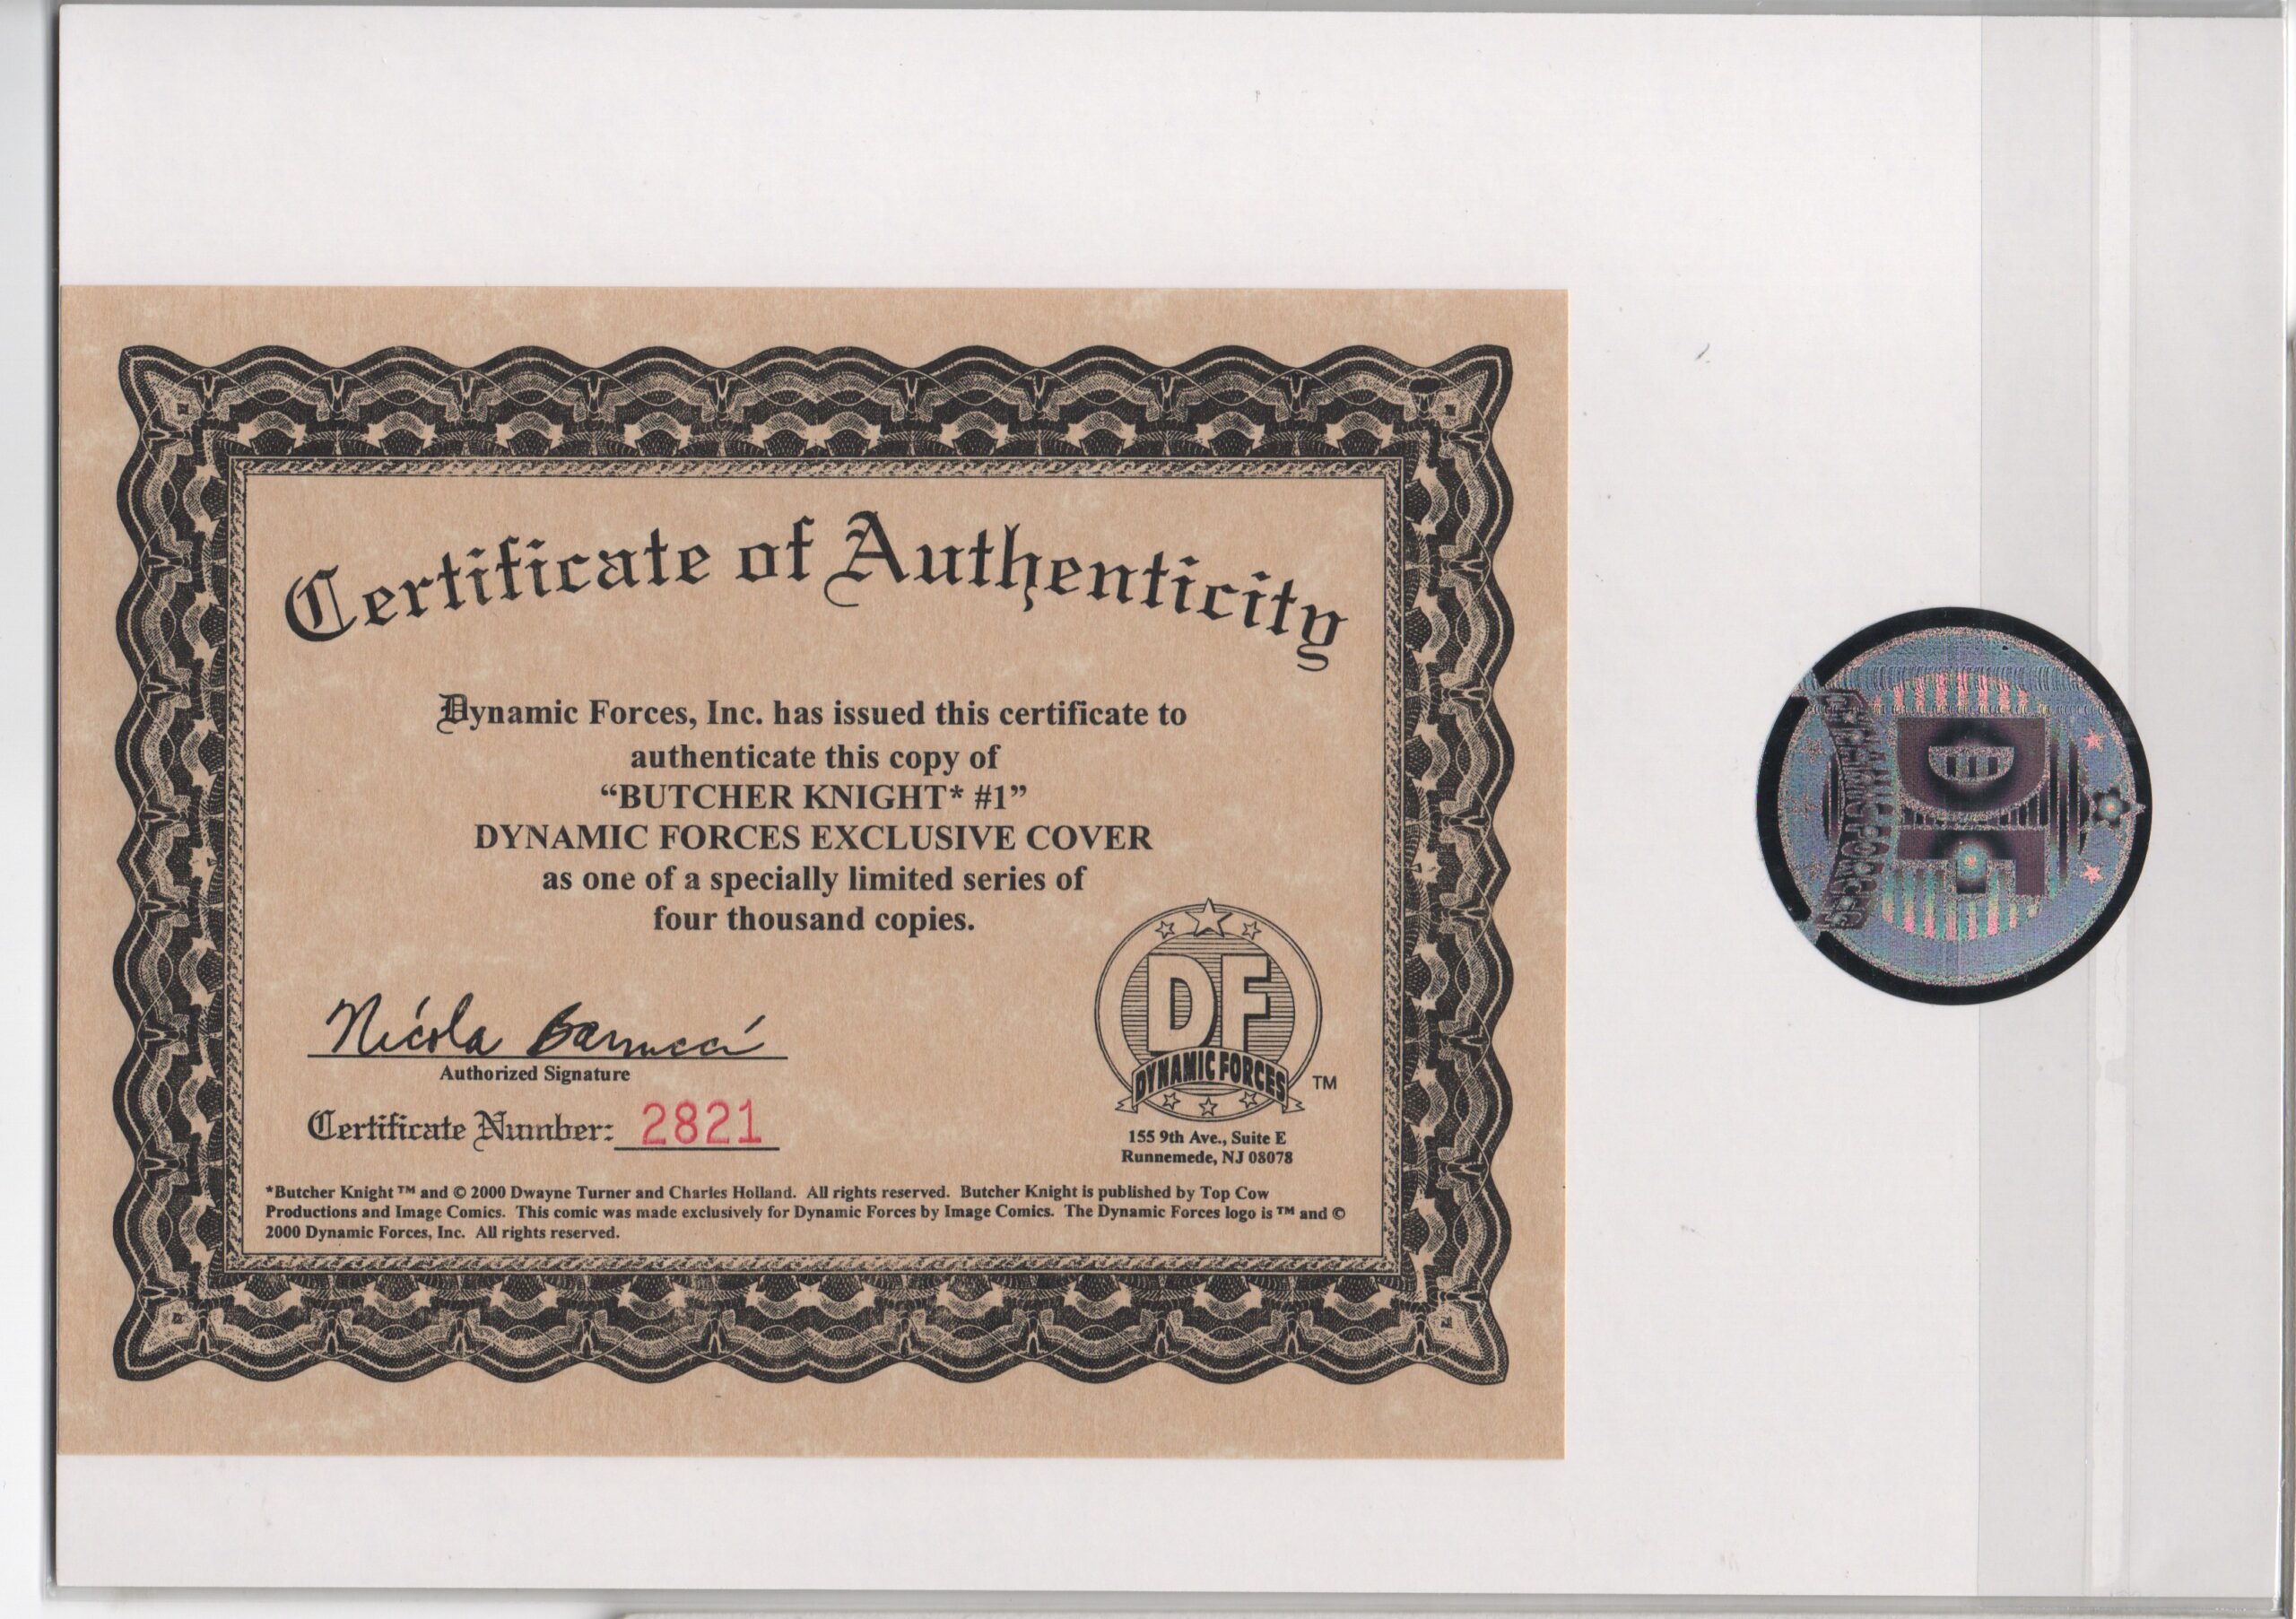 Certificate of Authenticity
Dynamic Forces, Inc. has issued this certificate to
authenticate this copy of
“BUTCHER KNIGHT* #1”
DYNAMIC FORCES EXCLUSIVE COVER
as one of a specially limited series of
four thousand copies.
Nicola Barrucci
Authorized Signature
Certificate Number: 2821
DF
DYNAMIC FORCES
TM
155 9th Ave., Suite E
Runnemede, NJ 08078
*Butcher Knight ™ and © 2000 Dwayne Turner and Charles Holland. All rights reserved. Butcher Knight is published by Top Cow
Productions and Image Comics. This comic was made exclusively for Dynamic Forces by Image Comics. The Dynamic Forces logo is ™ and ©
2000 Dynamic Forces, Inc. All rights reserved.
DF
DYNAMIC FORCES